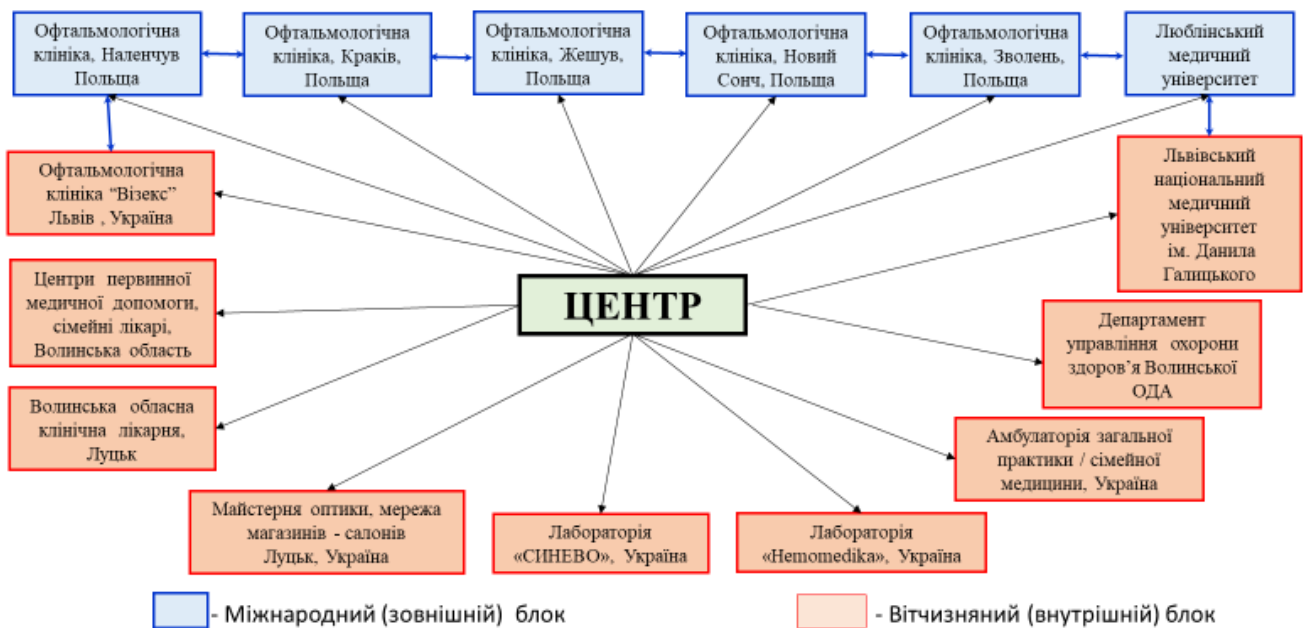 Офтальмологічна
клініка, Наленчув
Польща
Офтальмологічна
клініка, Краків,
Польща
Офтальмологічна
клініка, Жешув,
Польща
Офтальмологічна
клініка, Новий
Сонч, Польща
Офтальмологічна
клініка, Зволень,
Польща
Люблінський
медичний
університет
Офтальмологічна
клініка “Візекс”
Львів , Україна
Львівський
національний
медичний
університет
ім. Данила
Галицького
Центри первинної
медичної допомоги,
сімейні лікарі,
Волинська область
ЦЕНТР
Департамент
управління охорони
здоров’я Волинської
ОДА
Волинська обласна
клінічна лікарня,
Луцьк
Амбулаторія загальної
практики / сімейної
медицини, Україна
Майстерня оптики, мережа
магазинів - салонів
Луцьк, Україна
Лабораторія
«СИНЕВО», Україна
Лабораторія
«Hemomedika», Україна
- Міжнародний (зовнішній) блок
- Вітчизняний (внутрішній) блок